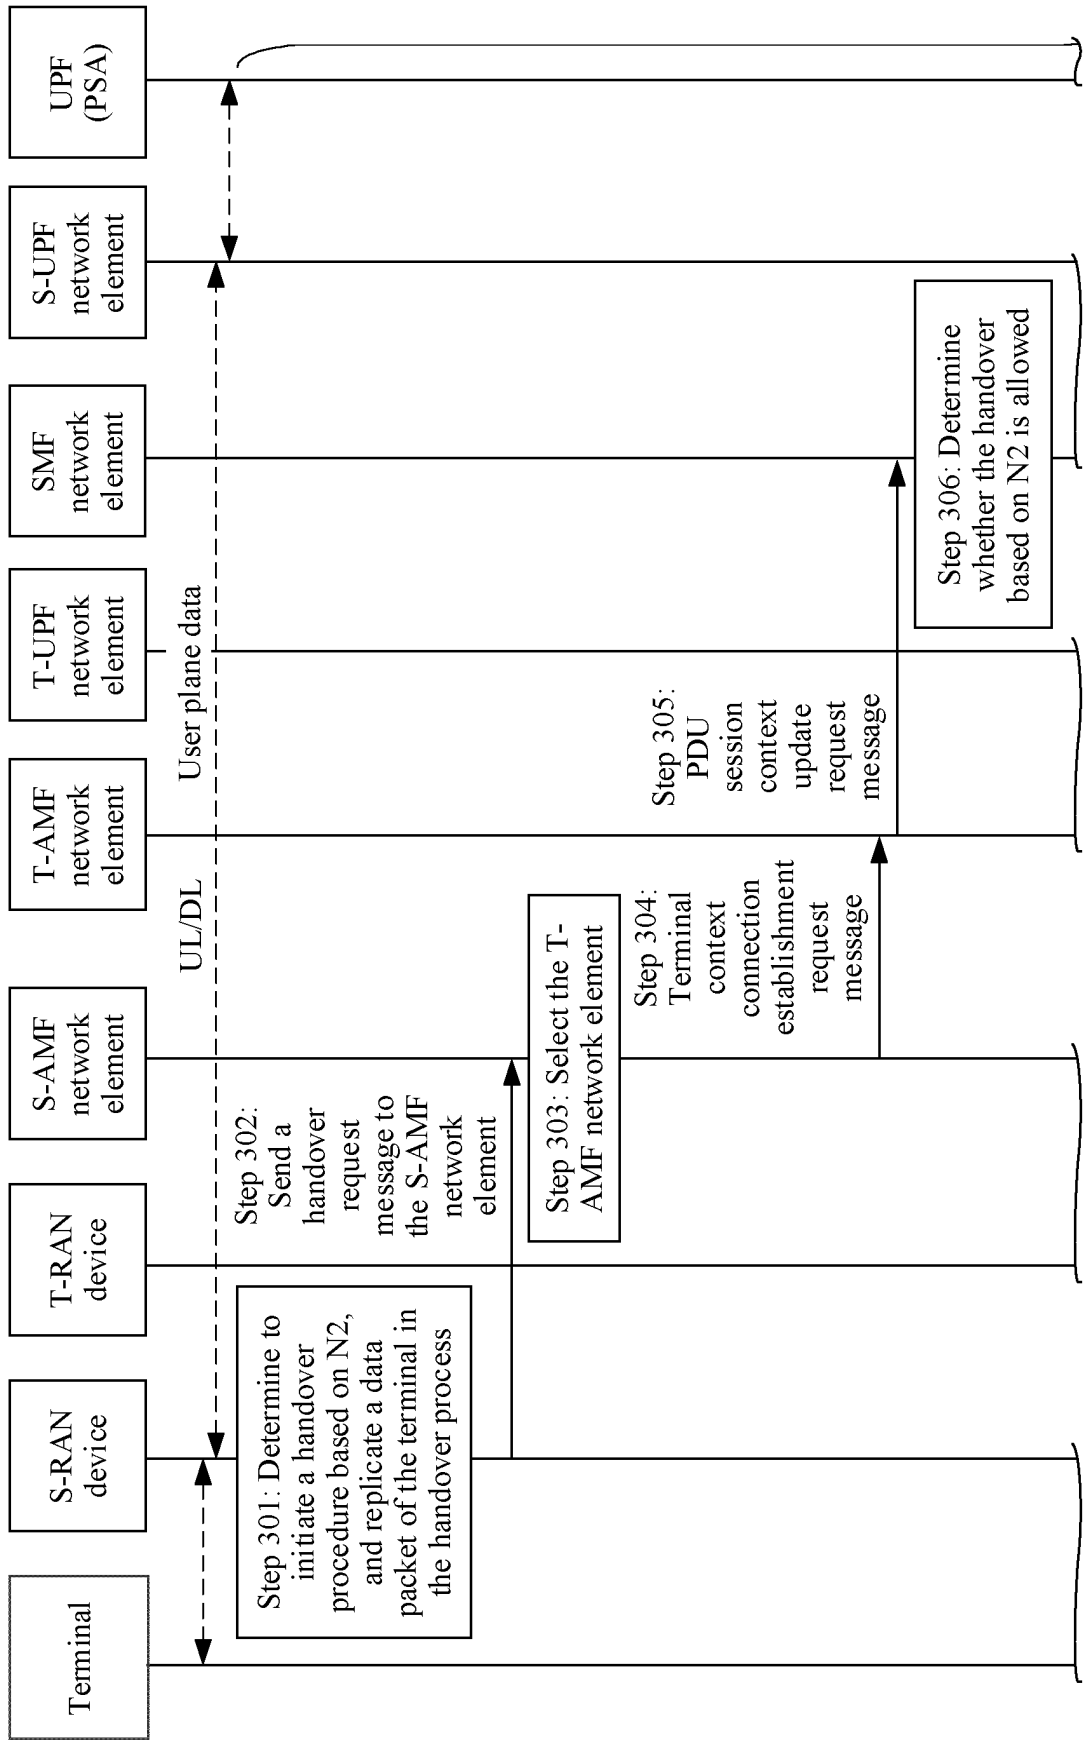 Terminal
S-RAN
device
T-RAN
device
S-AMF
network
element
T-AMF
network
element
T-UPF
network
element
SMF
network
element
S-UPF
network
element
UPF
(PSA)
UL/DL
User plane data
Step 301: Determine to
initiate a handover
procedure based on N2,
and replicate a data
packet of the terminal in
the handover process
Step 302:
Send a
handover
request
message to
the S-AMF
network
element
Step 303: Select the T-
AMF network element
Step 304:
Terminal
context
connection
establishment
request
message
Step 305:
PDU
session
context
update
request
message
Step 306: Determine
whether the handover
based on N2 is allowed